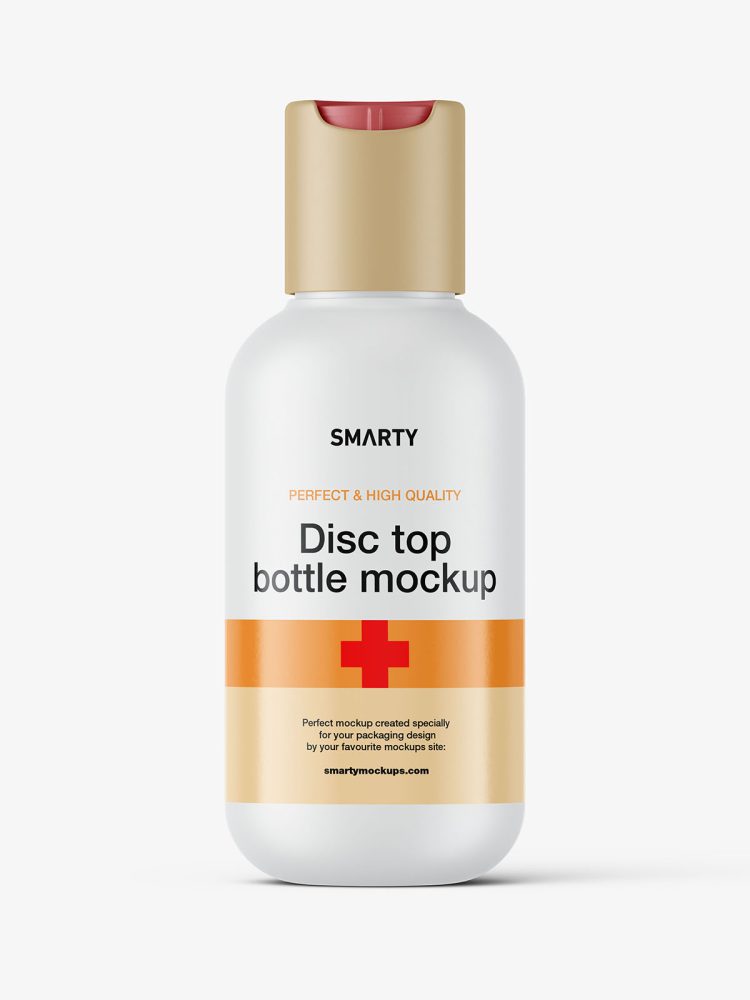 SMARTY
PERFECT & HIGH QUALITY
Disc top
bottle mockup
Perfect mockup created specially
for your packaging design
by your favourite mockups site:
smartymockups.com